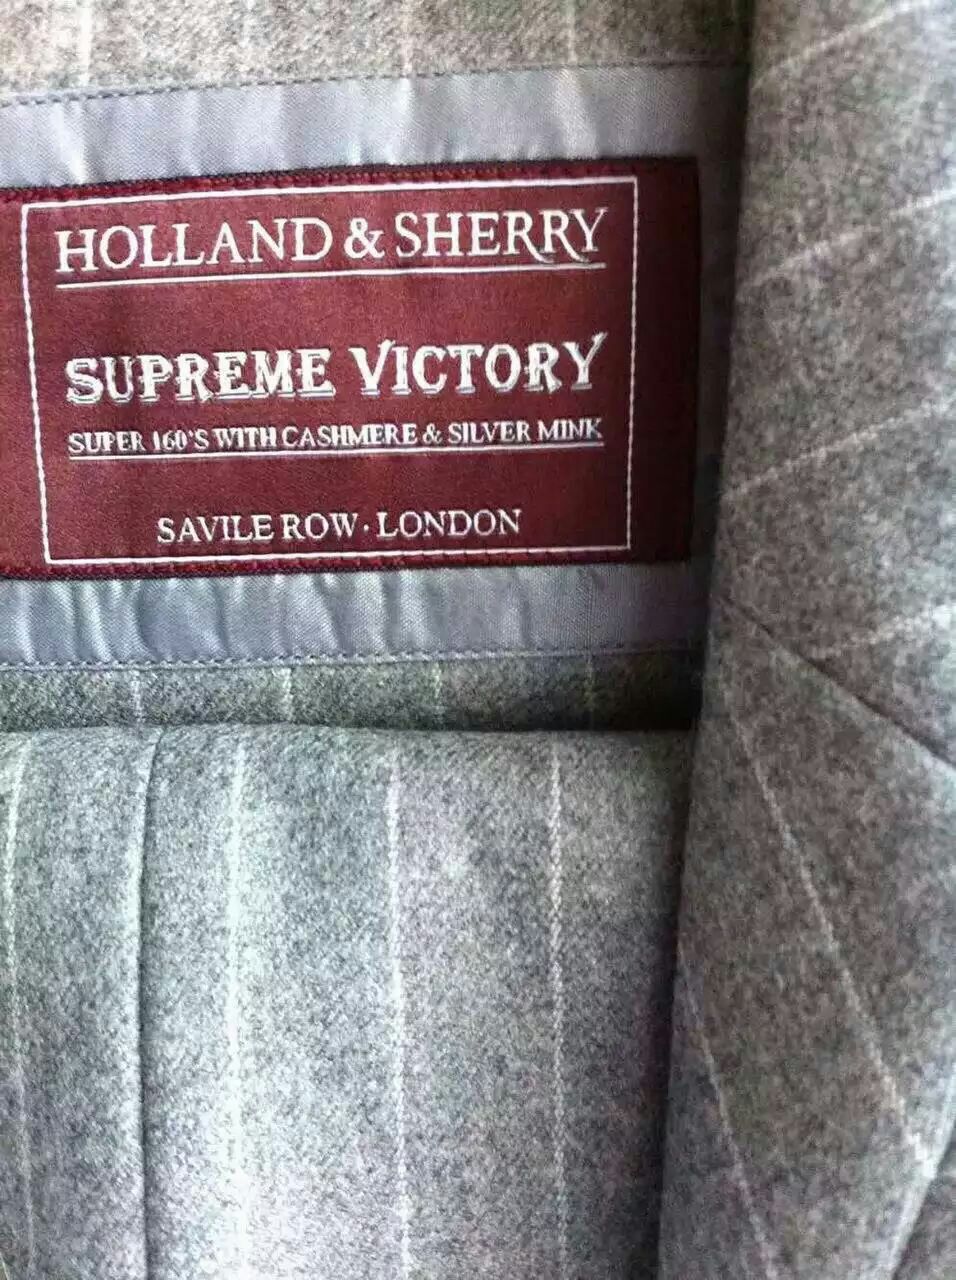 HOLLAND & SHERRY
SUPREME VICTORY
SUPER 160'S WITH CASHMERE & SILVER MINK
SAVILE ROW · LONDON